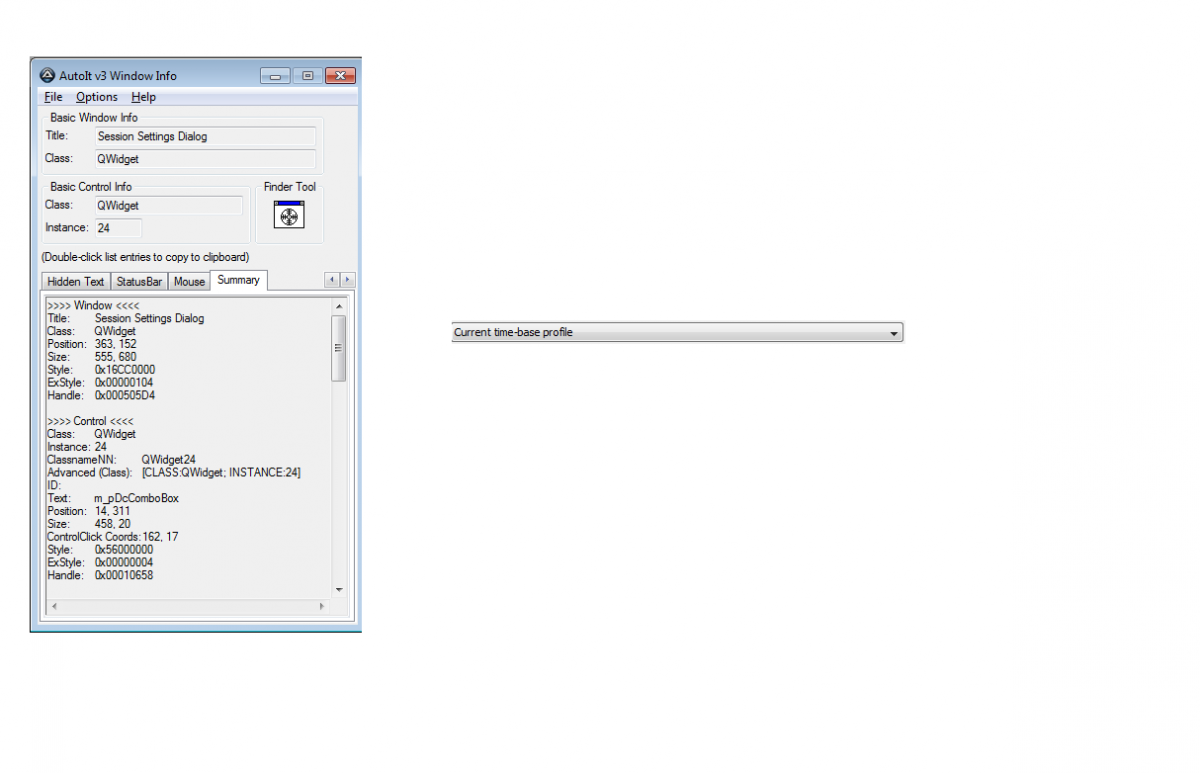 AutoIt v3 Window Info
File Options Help
Basic Window Info
Title: Session Settings Dialog
Class: QWidget
Basic Control Info
Finder Tool
Class: QWidget
Instance: 24
(Double-click list entries to copy to clipboard)
Hidden Text StatusBar Mouse Summary
>>>> Window <<<<
Title: Session Settings Dialog
Class: QWidget
Position: 363, 152
Size: 555, 680
Style: 0x16CC0000
ExStyle: 0x00000104
Handle: 0x000505D4
>>>> Control <<<<
Class: QWidget
Instance: 24
ClassnameNN: QWidget24
Advanced (Class): [CLASS:QWidget; INSTANCE:24]
ID:
Text: m_pDcComboBox
Position: 14, 311
Size: 458, 20
ControlClick Coords: 162, 17
Style: 0x56000000
ExStyle: 0x00000004
Handle: 0x00010658
Current time-base profile